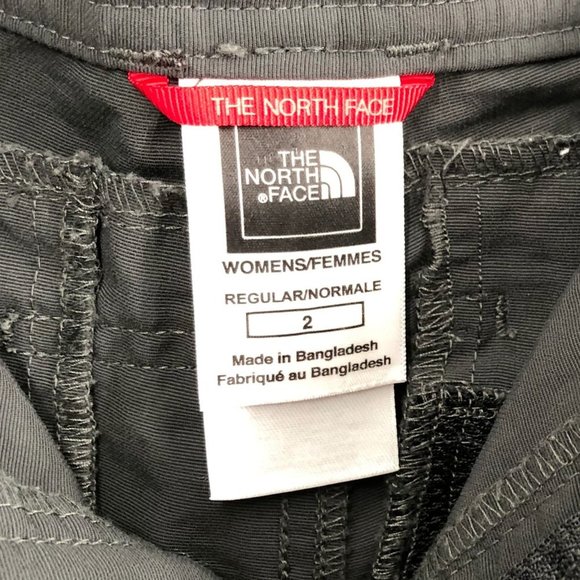 THE NORTH FACE
THE
NORTH
®FACE
WOMENS/FEMMES
REGULAR/NORMALE
2
Made in Bangladesh
Fabriqué au Bangladesh